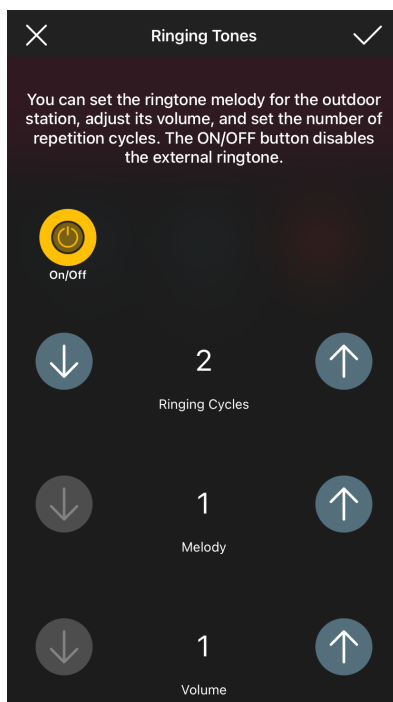 Ringing Tones
You can set the ringtone melody for the outdoor
station, adjust its volume, and set the number of
repetition cycles. The ON/OFF button disables
the external ringtone.
On/Off
2
Ringing Cycles
1
Melody
1
Volume